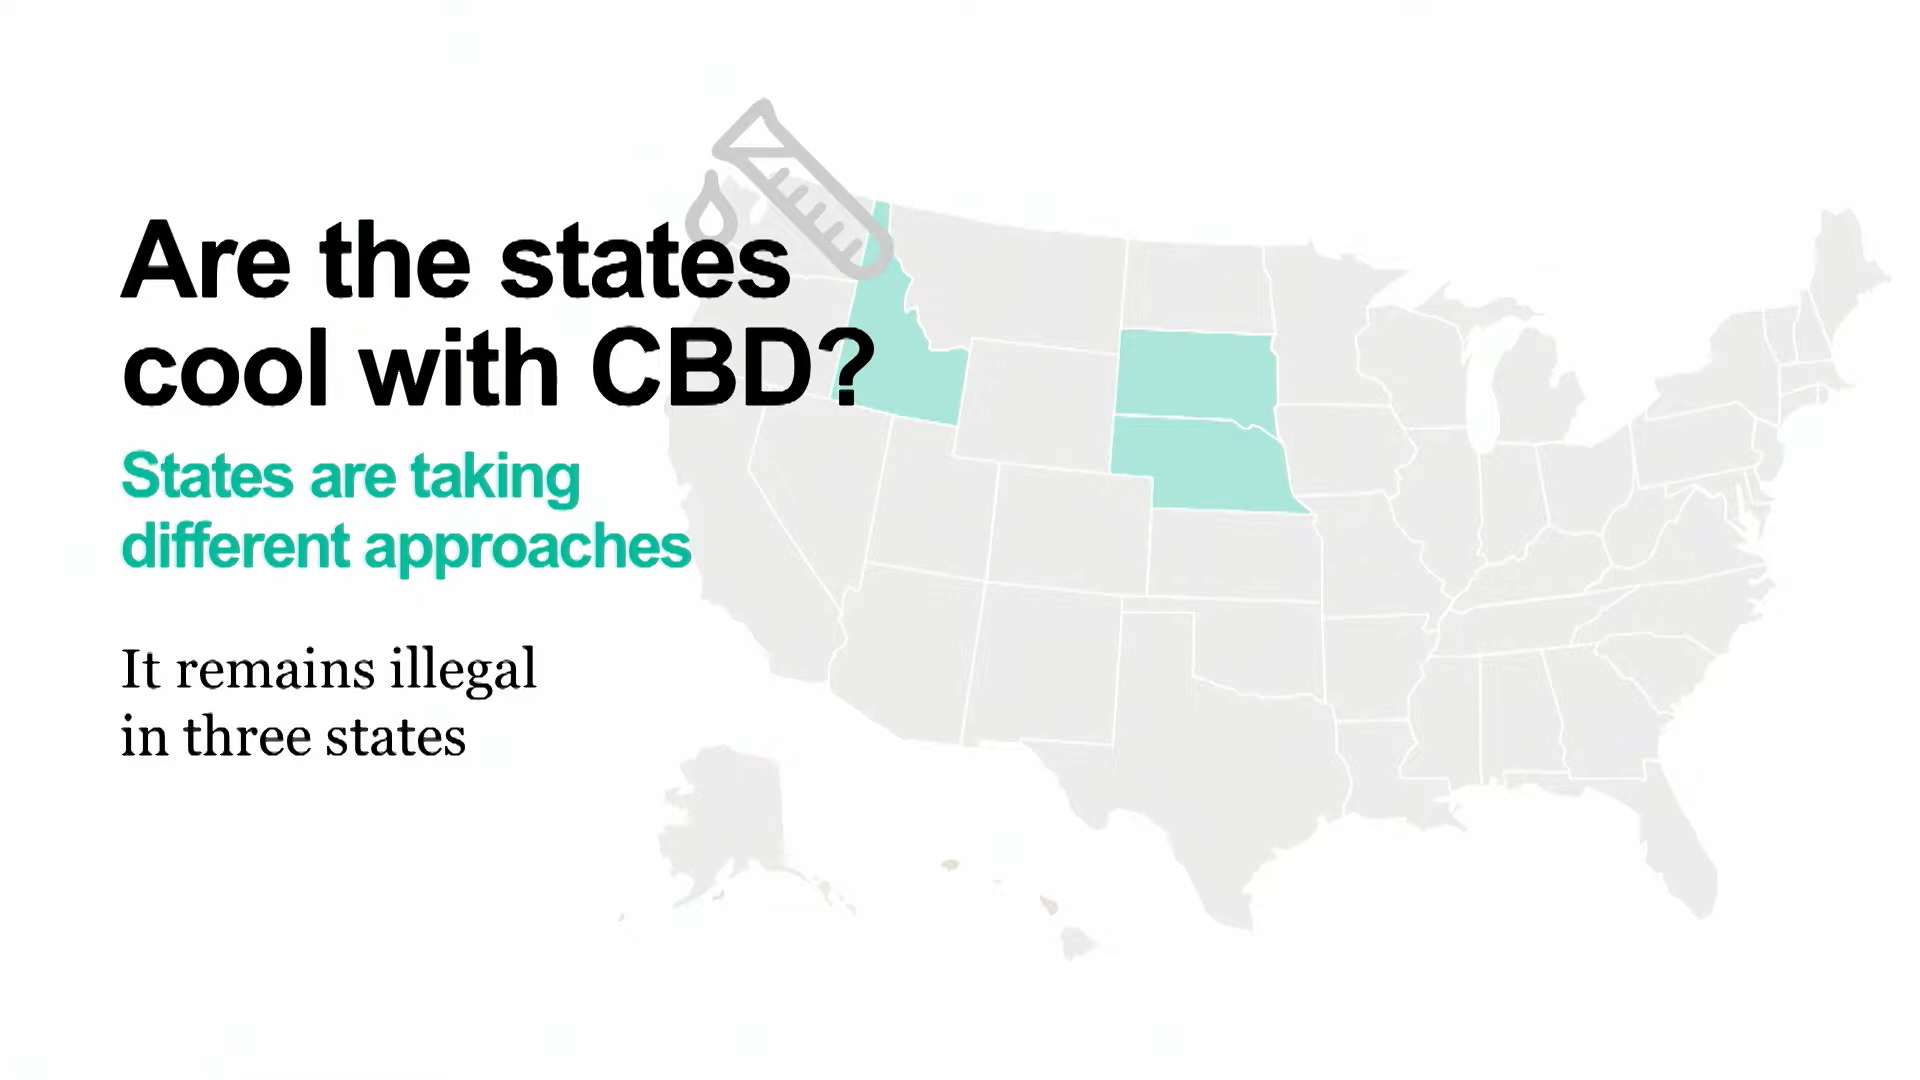 Are the states
cool with CBD?
States are taking
different approaches
It remains illegal
in three states